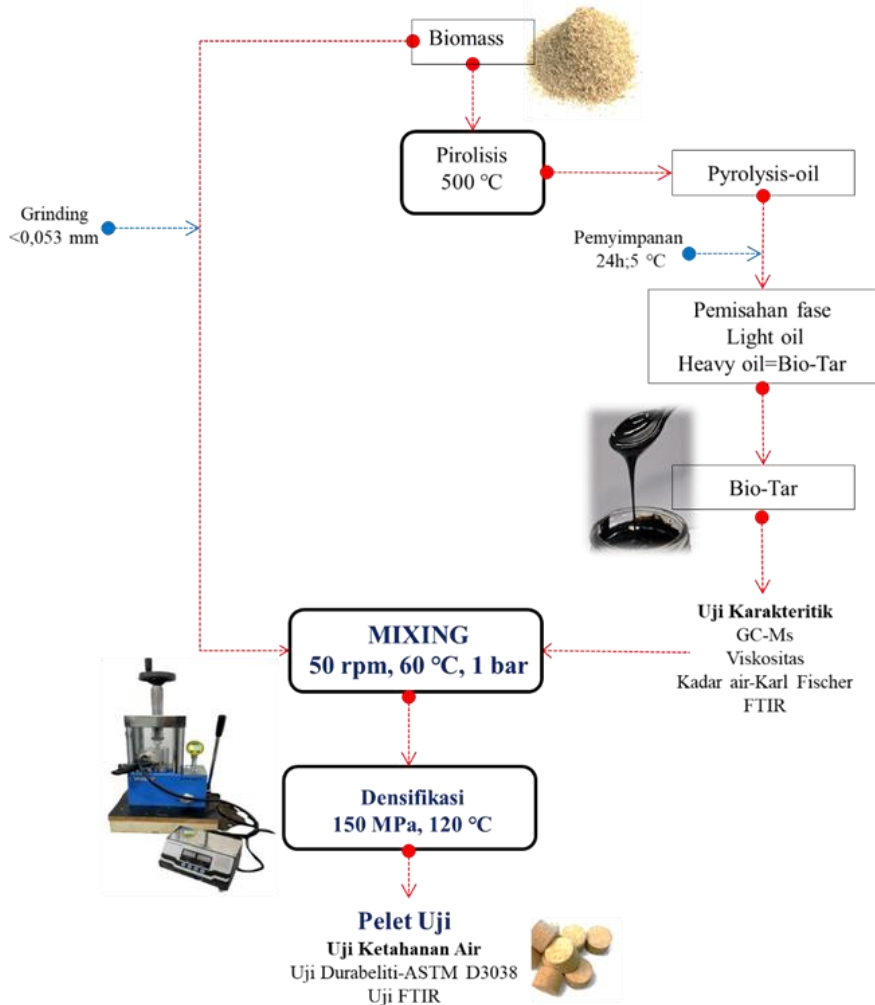 Biomass
Pirolisis
500 °C
Pyrolysis-oil
Grinding
<0,053 mm
Pemyimpanan
24h;5 °C
Pemisahan fase
Light oil
Heavy oil=Bio-Tar
Bio-Tar
Uji Karakteritik
GC-Ms
Viskositas
Kadar air-Karl Fischer
FTIR
MIXING
50 rpm, 60 °C, 1 bar
Densifikasi
150 MPa, 120 °C
Pelet Uji
Uji Ketahanan Air
Uji Durabeliti-ASTM D3038
Uji FTIR